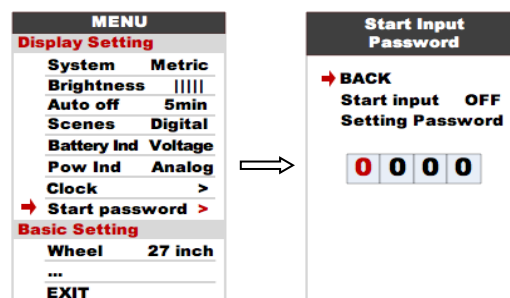 MENU
Display Setting
System Metric
Brightness |||||
Auto off 5min
Scenes Digital
Battery Ind Voltage
Pow Ind Analog
Clock >
Start password >
Basic Setting
Wheel 27 inch
...
EXIT
Start Input
Password
BACK
Start input OFF
Setting Password
0 0 0 0